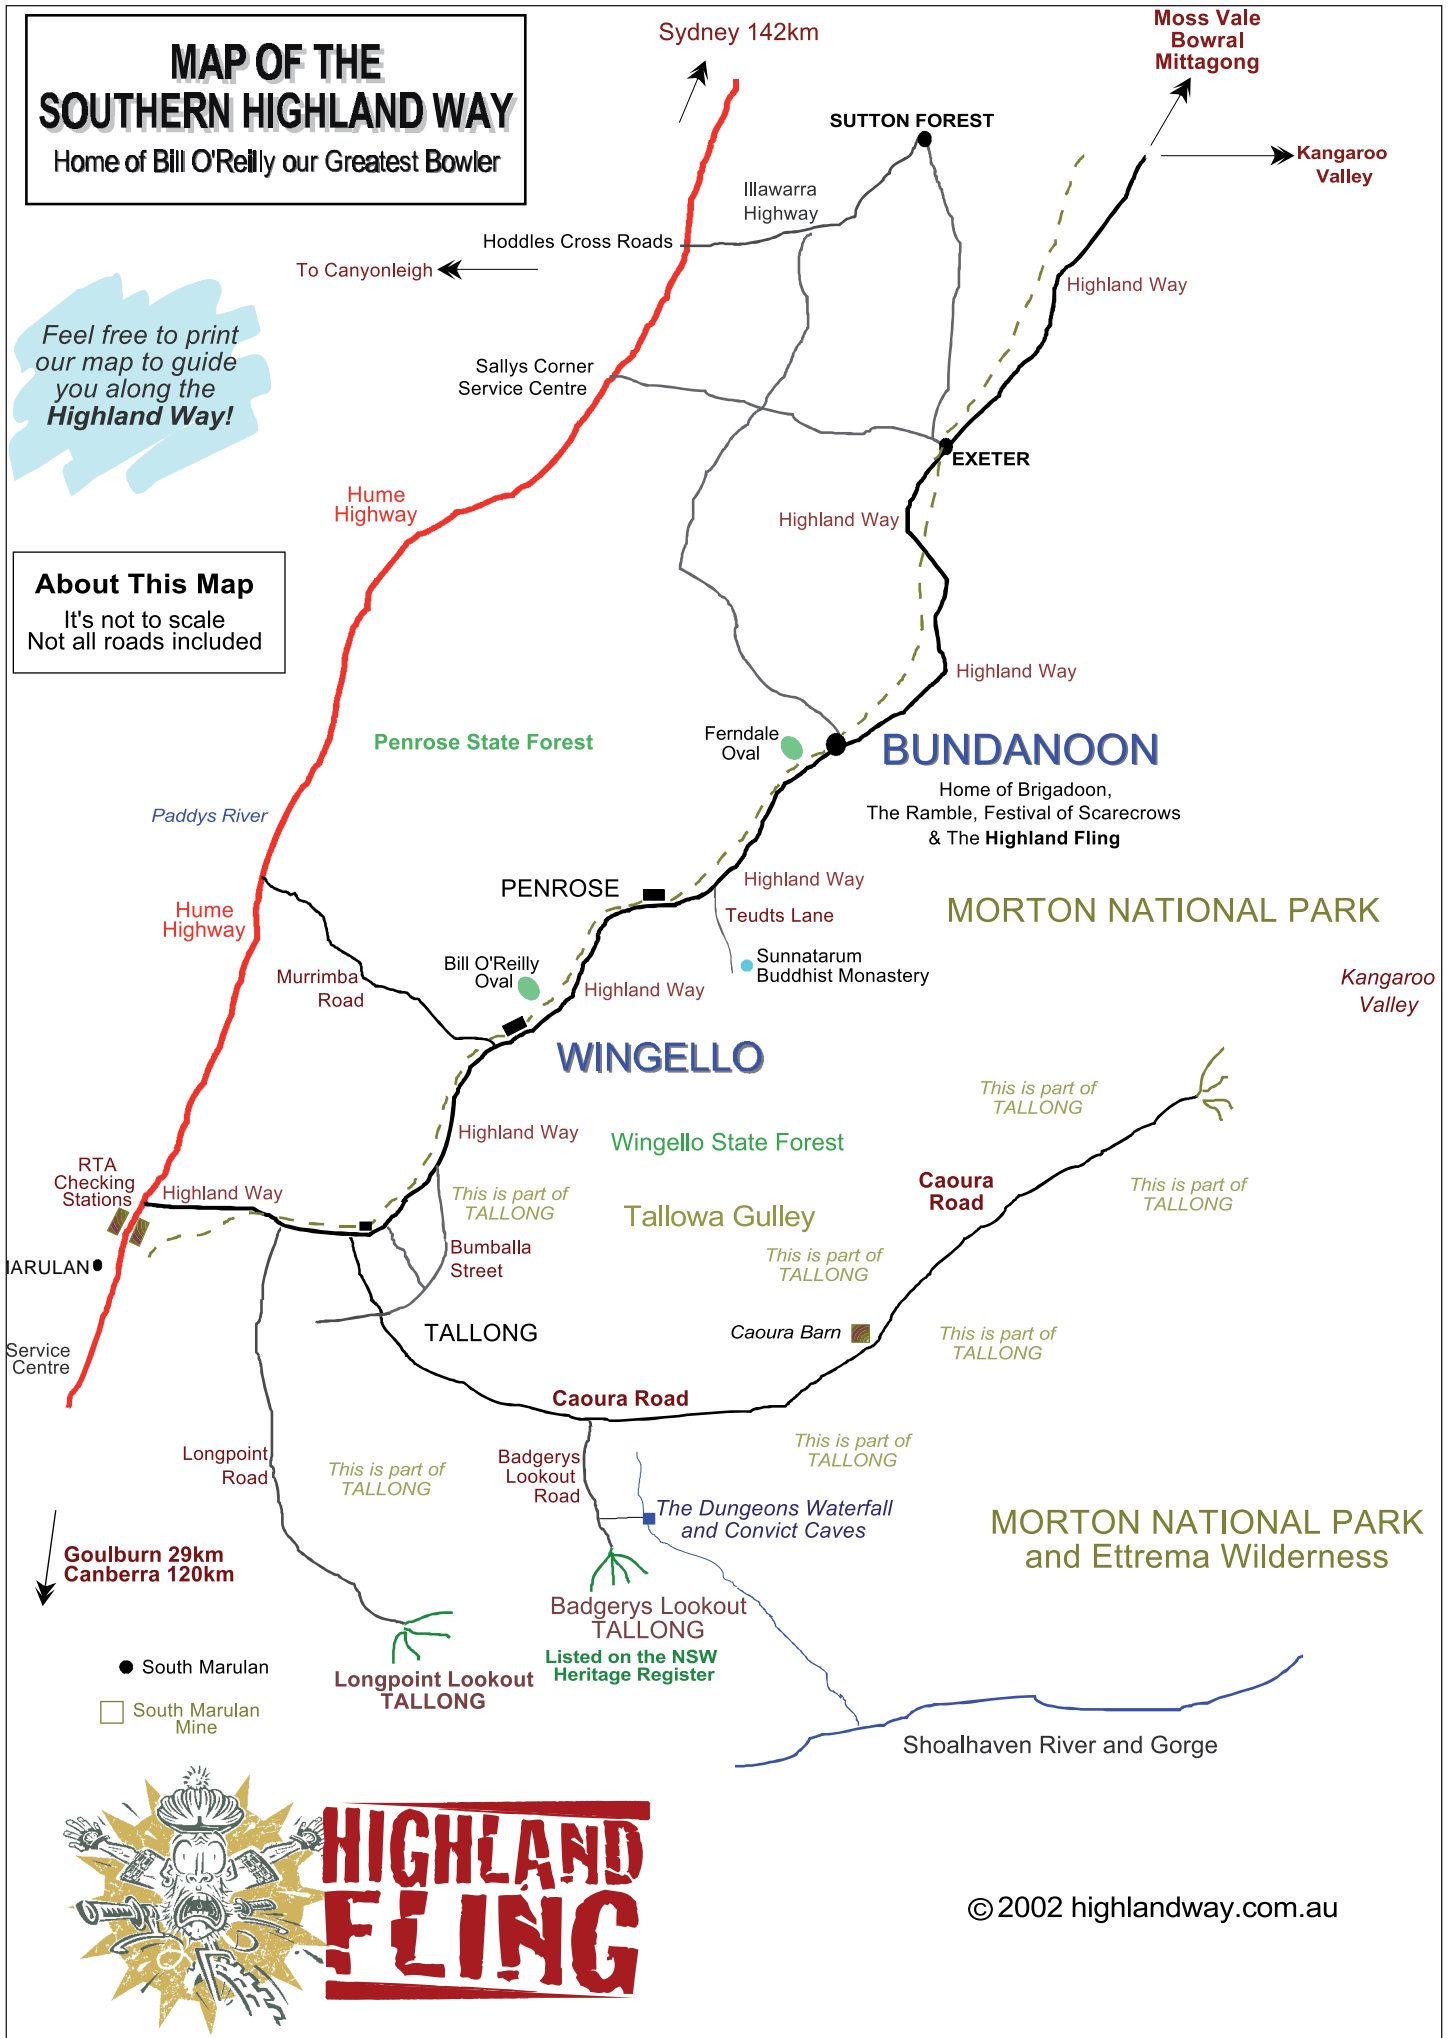 MAP OF THE
SOUTHERN HIGHLAND WAY
Home of Bill O'Reilly our Greatest Bowler
Sydney 142km
Moss Vale
Bowral
Mittagong
SUTTON FOREST
Kangaroo
Valley
Illawarra
Highway
Hoddles Cross Roads
To Canyonleigh
Highland Way
Feel free to print
our map to guide
you along the
Highland Way!
Sallys Corner
Service Centre
EXETER
Hume
Highway
Highland Way
About This Map
It's not to scale
Not all roads included
Highland Way
Penrose State Forest
Ferndale
Oval
BUNDANOON
Home of Brigadoon,
The Ramble, Festival of Scarecrows
& The Highland Fling
Paddys River
PENROSE
Highland Way
Teudts Lane
MORTON NATIONAL PARK
Hume
Highway
Bill O'Reilly
Oval
Sunnatarum
Buddhist Monastery
Murrimba
Road
Highland Way
Kangaroo
Valley
WINGELLO
This is part of
TALLONG
Highland Way
Wingello State Forest
RTA
Checking
Stations
Highland Way
This is part of
TALLONG
Caoura
Road
This is part of
TALLONG
Tallowa Gulley
Bumballa
Street
This is part of
TALLONG
IARULAN
TALLONG
Caoura Barn
This is part of
TALLONG
Service
Centre
Caoura Road
Longpoint
Road
This is part of
TALLONG
Badgerys
Lookout
Road
This is part of
TALLONG
The Dungeons Waterfall
and Convict Caves
MORTON NATIONAL PARK
and Ettrema Wilderness
Goulburn 29km
Canberra 120km
Badgerys Lookout
TALLONG
Listed on the NSW
Heritage Register
Longpoint Lookout
TALLONG
South Marulan
South Marulan
Mine
Shoalhaven River and Gorge
HIGHLAND
FLING
© 2002 highlandway.com.au